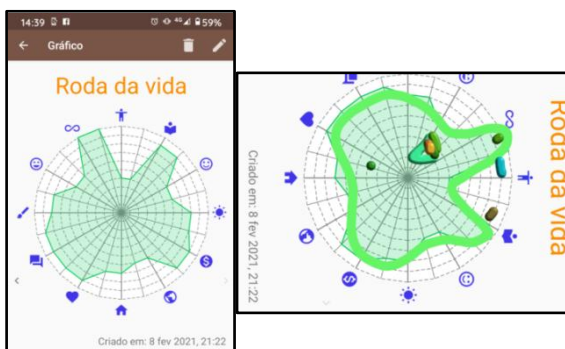 14:39 4G 59%
Gráfico
Roda da vida
Criado em: 8 fev 2021, 21:22
Roda da vida
Criado em: 8 fev 2021, 21:22